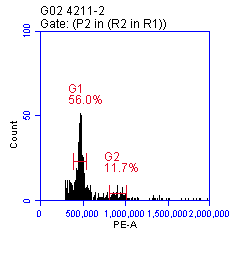 G02 4211-2
Gate: (P2 in (R2 in R1))
100
G1
56.0%
50
G2
11.7%
0
Count
0 500,000 1,000,000 1,500,000 2,000,000
PE-A